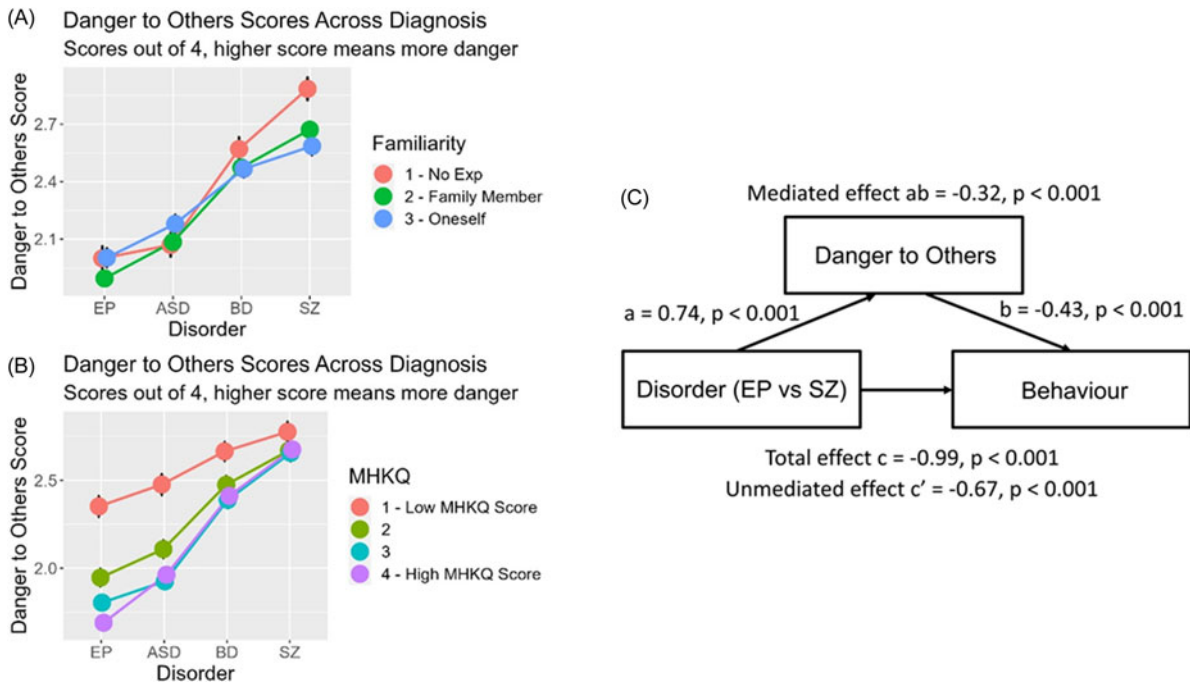 (A)
Danger to Others Scores Across Diagnosis
Scores out of 4, higher score means more danger
Danger to Others Score
2.7
2.4
2.1
EP ASD BD SZ
Disorder
Familiarity
1 - No Exp
2 - Family Member
3 - Oneself
(B)
Danger to Others Scores Across Diagnosis
Scores out of 4, higher score means more danger
Danger to Others Score
2.5
2.0
EP ASD BD SZ
Disorder
MHKQ
1 - Low MHKQ Score
2
3
4 - High MHKQ Score
(C)
Mediated effect ab = -0.32, p < 0.001
Danger to Others
a = 0.74, p < 0.001
b = -0.43, p < 0.001
Disorder (EP vs SZ)
Behaviour
Total effect c = -0.99, p < 0.001
Unmediated effect c’ = -0.67, p < 0.001